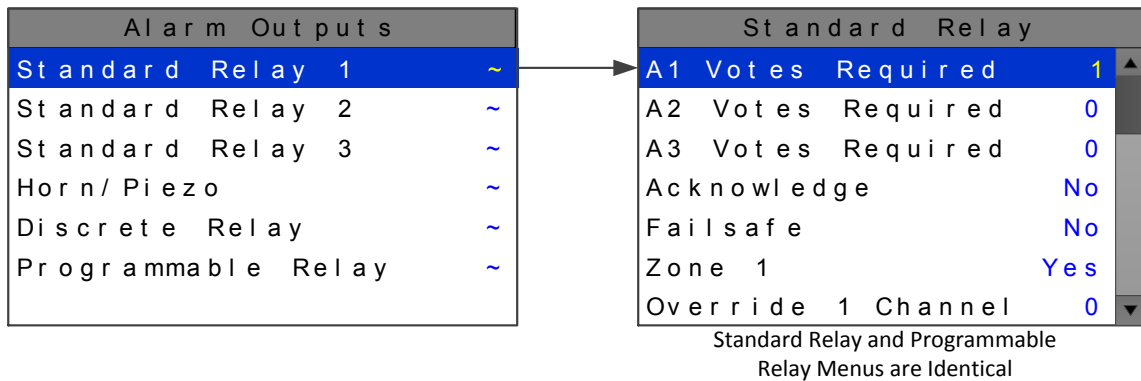 Alarm Outputs
Standard Relay 1 ~
Standard Relay 2 ~
Standard Relay 3 ~
Horn/Piezo ~
Discrete Relay ~
Programmable Relay ~
Standard Relay
A1 Votes Required 1
A2 Votes Required 0
A3 Votes Required 0
Acknowledge No
Failsafe No
Zone 1 Yes
Override 1 Channel 0
Standard Relay and Programmable
Relay Menus are Identical